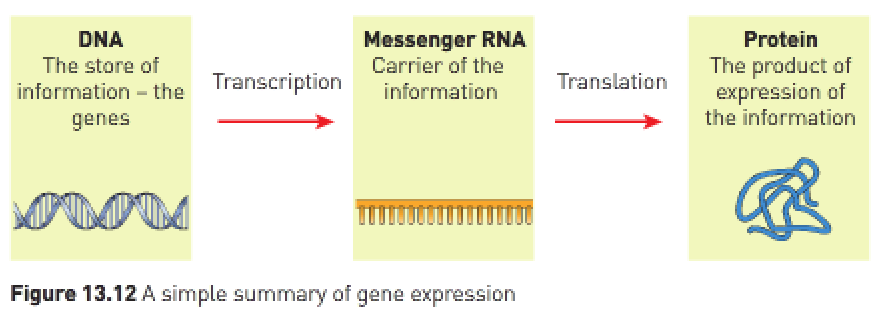 DNA
The store of
information – the
genes
Transcription
Messenger RNA
Carrier of the
information
Translation
Protein
The product of
expression of
the information
Figure 13.12 A simple summary of gene expression